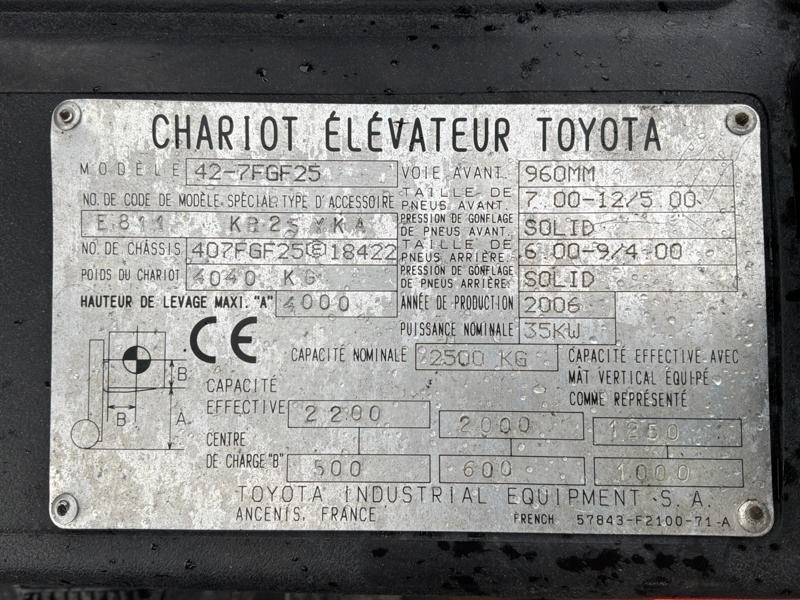 CHARIOT ÉLÉVATEUR TOYOTA
MODÈLE 42-7FGF25
VOIE AVANT. 960MM
NO. DE CODE DE MODÈLE-SPÉCIAL TYPE D'ACCESSOIRE
TAILLE DE PNEUS AVANT. 7.00-12/5.00
PRESSION DE GONFLAGE DE PNEUS AVANT. SOLID
NO. DE CHÂSSIS 407FGF25©18422
TAILLE DE PNEUS ARRIÈRE. 6.00-9/4.00
POIDS DU CHARIOT 4040 KG
PRESSION DE GONFLAGE DE PNEUS ARRIÈRE. SOLID
HAUTEUR DE LEVAGE MAXI. "A" 4000
ANNÉE DE PRODUCTION 2006
PUISSANCE NOMINALE 35KW
CE
CAPACITÉ NOMINALE 2500 KG
CAPACITÉ EFFECTIVE AVEC
MÂT VERTICAL ÉQUIPÉ
COMME REPRÉSENTÉ
B
B
A
CAPACITÉ
EFFECTIVE 2200 2000 1250
CENTRE
DE CHARGE "B" 500 600 1000
TOYOTA INDUSTRIAL EQUIPMENT S.A.
ANCENIS, FRANCE
FRENCH 57843-F2100-71-A